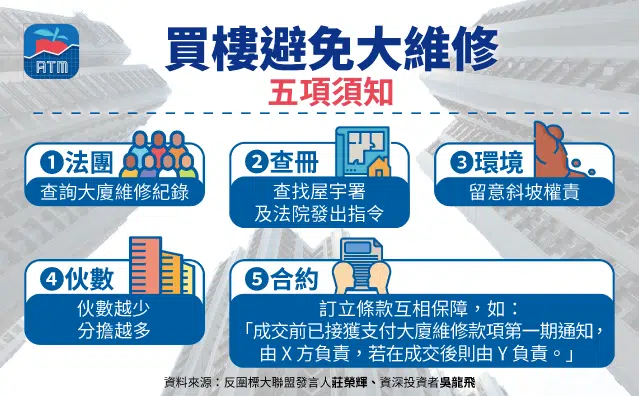 ATM
買樓避免大維修
五項須知
❶法團
查詢大廈維修紀錄
❷查冊
查找屋宇署
及法院發出指令
❸環境
留意斜坡權責
❹伙數
伙數越少
分擔越多
❺合約
訂立條款互相保障，如：
「成交前已接獲支付大廈維修款項第一期通知，
由 X 方負責，若在成交後則由 Y 負責。」
資料來源：反圍標大聯盟發言人莊榮輝、資深投資者吳龍飛